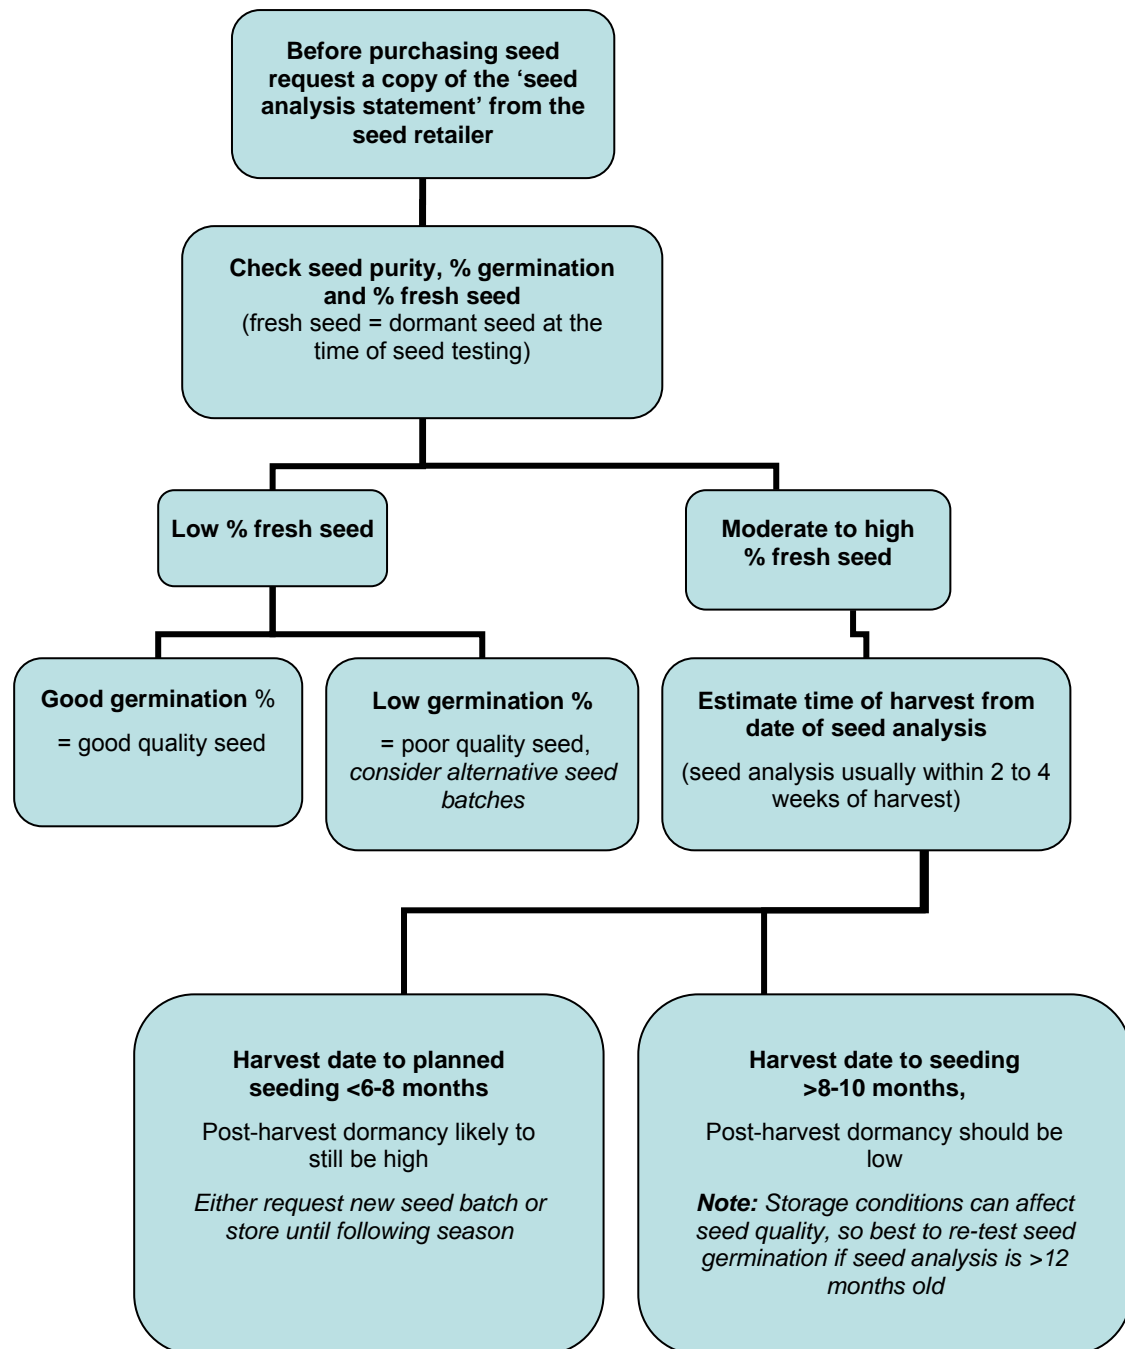 Before purchasing seed
request a copy of the ‘seed
analysis statement’ from the
seed retailer
Check seed purity, % germination
and % fresh seed
(fresh seed = dormant seed at the
time of seed testing)
Low % fresh seed
Moderate to high
% fresh seed
Good germination %
= good quality seed
Low germination %
= poor quality seed,
consider alternative seed
batches
Estimate time of harvest from
date of seed analysis
(seed analysis usually within 2 to 4
weeks of harvest)
Harvest date to planned
seeding <6-8 months
Post-harvest dormancy likely to
still be high
Either request new seed batch or
store until following season
Harvest date to seeding
>8-10 months,
Post-harvest dormancy should be
low
Note: Storage conditions can affect
seed quality, so best to re-test seed
germination if seed analysis is >12
months old